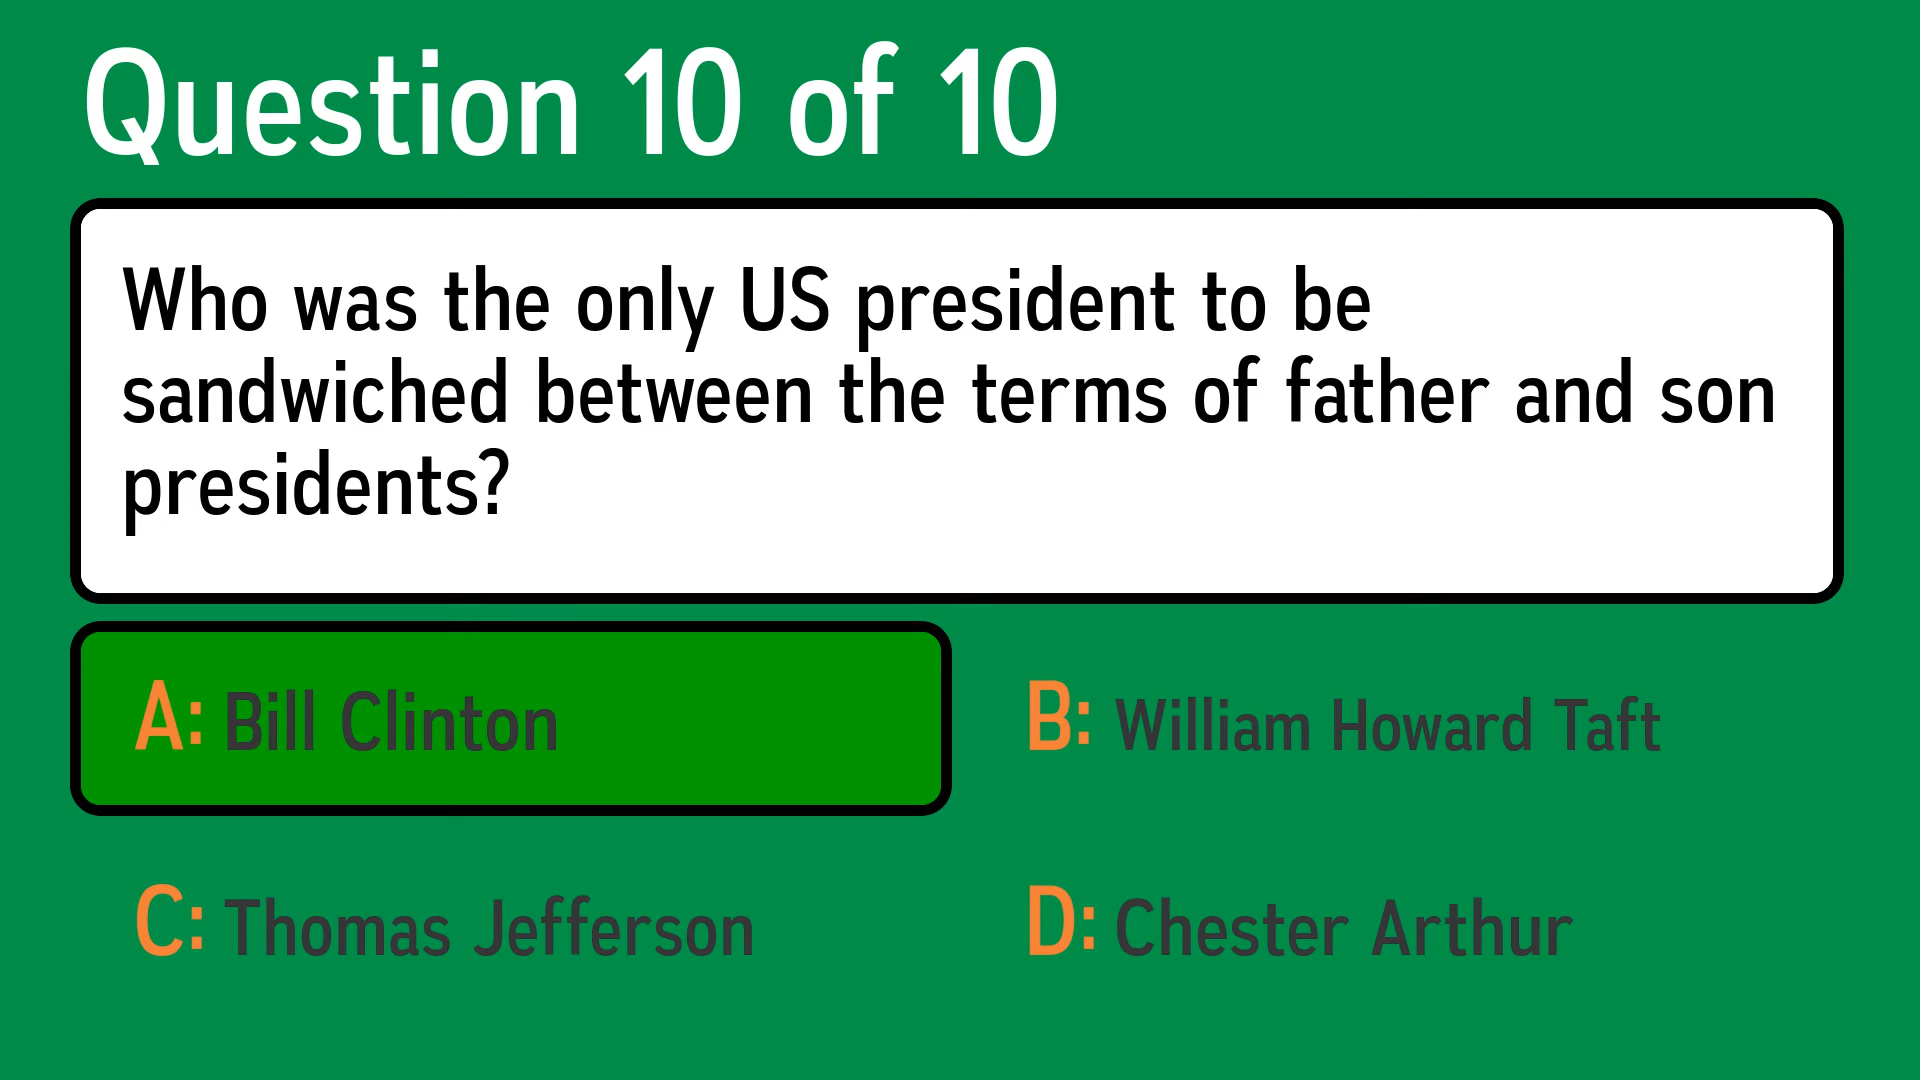 Question 10 of 10
Who was the only US president to be
sandwiched between the terms of father and son
presidents?
A: Bill Clinton
B: William Howard Taft
C: Thomas Jefferson
D: Chester Arthur